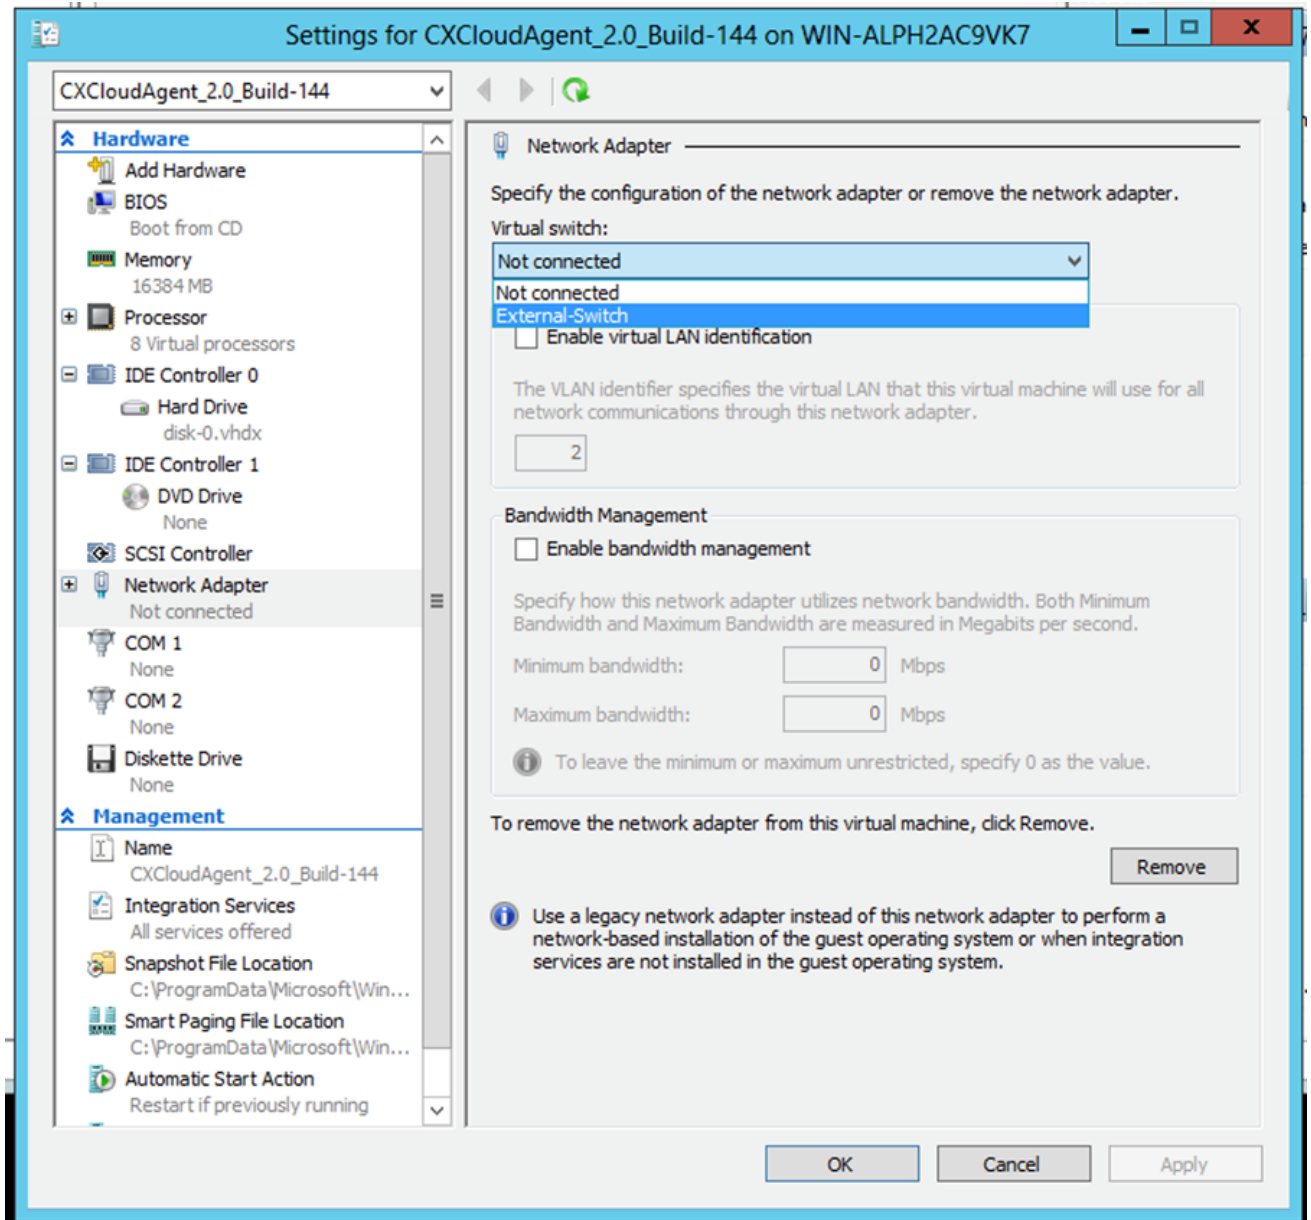 Settings for CXCloudAgent_2.0_Build-144 on WIN-ALPH2AC9VK7
CXCloudAgent_2.0_Build-144
Hardware
Add Hardware
BIOS
Boot from CD
Memory
16384 MB
Processor
8 Virtual processors
IDE Controller 0
Hard Drive
disk-0.vhdx
IDE Controller 1
DVD Drive
None
SCSI Controller
Network Adapter
Not connected
COM 1
None
COM 2
None
Diskette Drive
None
Management
Name
CXCloudAgent_2.0_Build-144
Integration Services
All services offered
Snapshot File Location
C:\ProgramData\Microsoft\Win...
Smart Paging File Location
C:\ProgramData\Microsoft\Win...
Automatic Start Action
Restart if previously running
Network Adapter
Specify the configuration of the network adapter or remove the network adapter.
Virtual switch:
Not connected
Not connected
External-Switch
Enable virtual LAN identification
The VLAN identifier specifies the virtual LAN that this virtual machine will use for all
network communications through this network adapter.
2
Bandwidth Management
Enable bandwidth management
Specify how this network adapter utilizes network bandwidth. Both Minimum
Bandwidth and Maximum Bandwidth are measured in Megabits per second.
Minimum bandwidth: 0 Mbps
Maximum bandwidth: 0 Mbps
To leave the minimum or maximum unrestricted, specify 0 as the value.
To remove the network adapter from this virtual machine, click Remove.
Remove
Use a legacy network adapter instead of this network adapter to perform a
network-based installation of the guest operating system or when integration
services are not installed in the guest operating system.
OK Cancel Apply